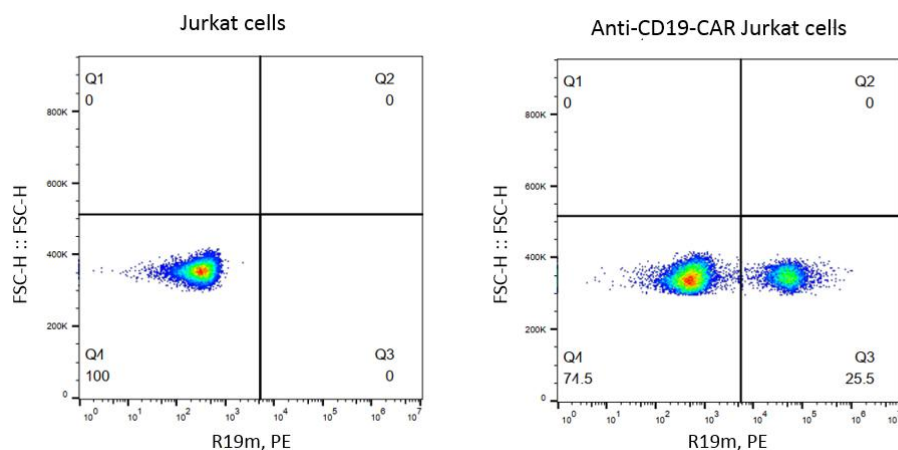 Jurkat cells
Q1
0
Q2
0
800K
600K
400K
200K
0
Q4
100
Q3
0
10^0 10^1 10^2 10^3 10^4 10^5 10^6 10^7
FSC-H :: FSC-H
R19m, PE
Anti-CD19-CAR Jurkat cells
Q1
0
Q2
0
800K
600K
400K
200K
0
Q4
74.5
Q3
25.5
10^0 10^1 10^2 10^3 10^4 10^5 10^6 10^7
FSC-H :: FSC-H
R19m, PE